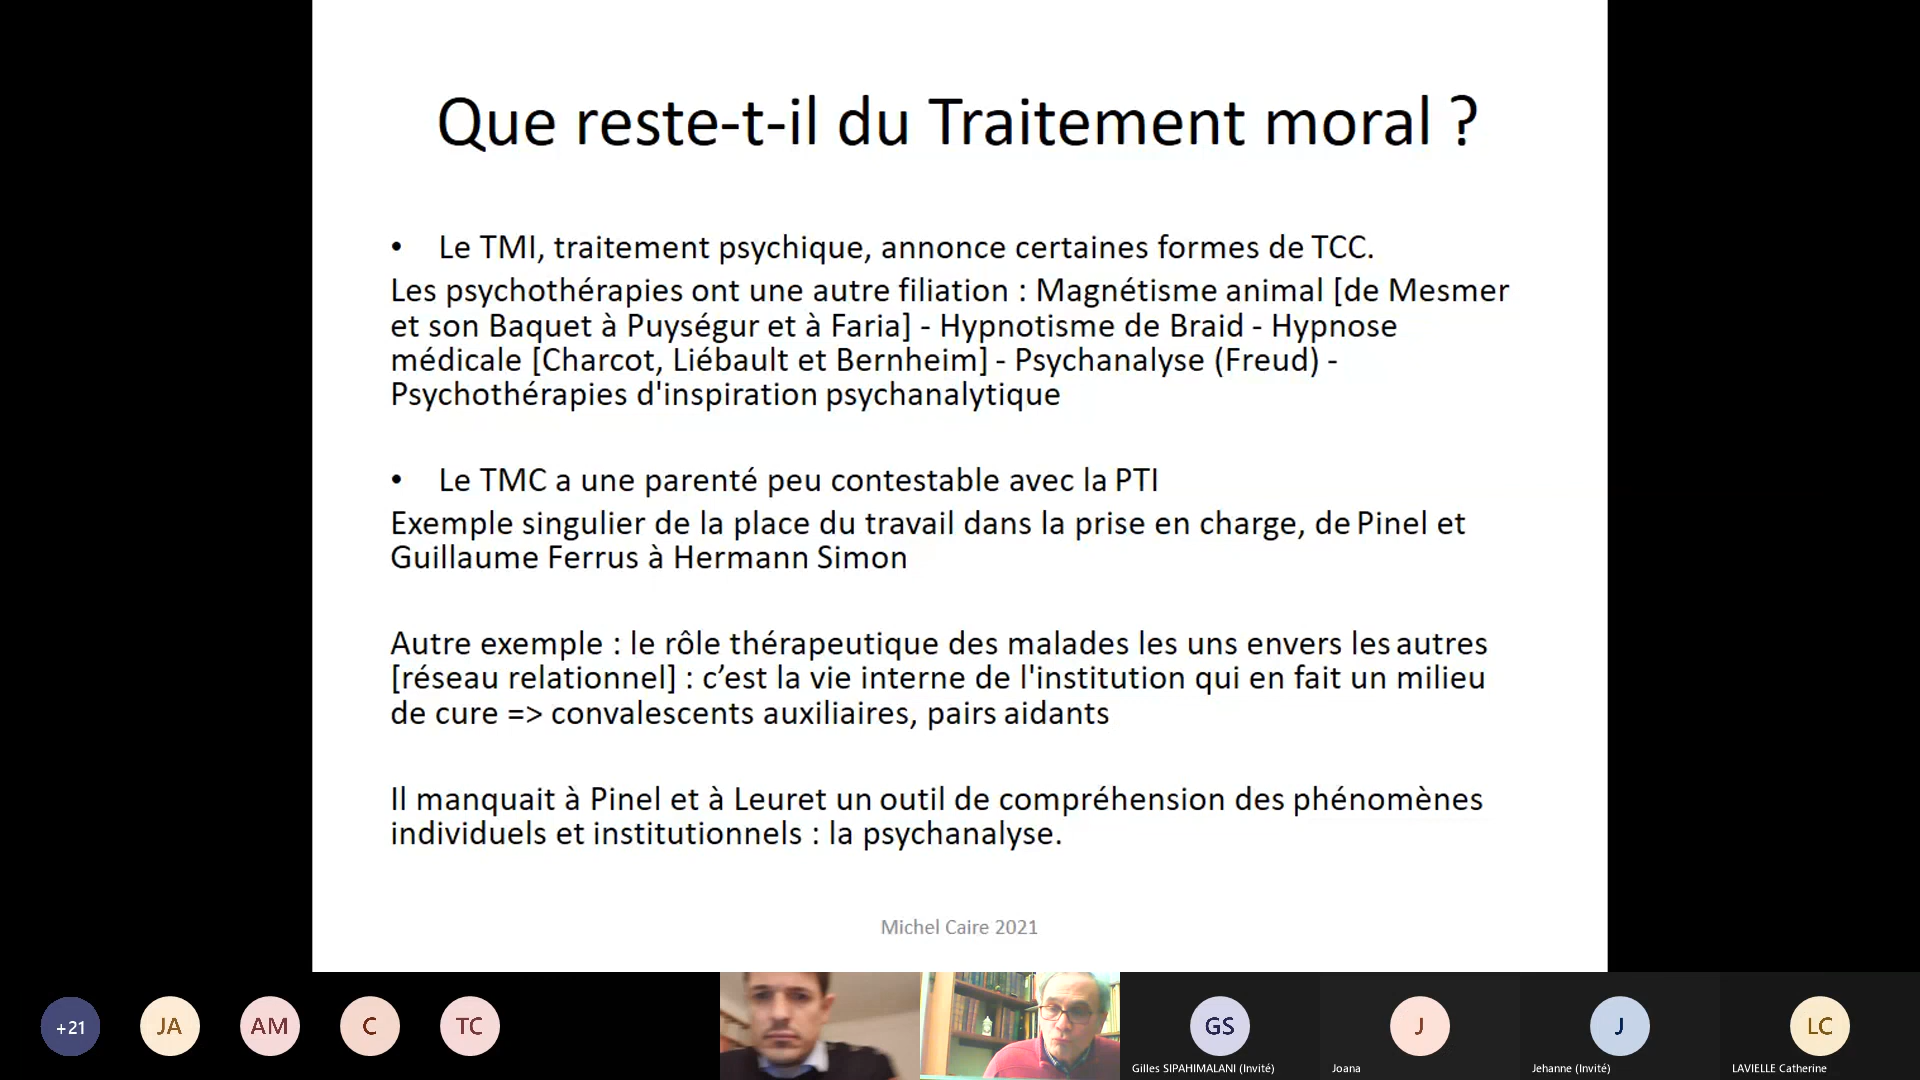 Que reste-t-il du Traitement moral ?
• Le TMI, traitement psychique, annonce certaines formes de TCC.
Les psychothérapies ont une autre filiation : Magnétisme animal [de Mesmer
et son Baquet à Puységur et à Faria] - Hypnotisme de Braid - Hypnose
médicale [Charcot, Liébault et Bernheim] - Psychanalyse (Freud) -
Psychothérapies d'inspiration psychanalytique
• Le TMC a une parenté peu contestable avec la PTI
Exemple singulier de la place du travail dans la prise en charge, de Pinel et
Guillaume Ferrus à Hermann Simon
Autre exemple : le rôle thérapeutique des malades les uns envers les autres
[réseau relationnel] : c’est la vie interne de l'institution qui en fait un milieu
de cure => convalescents auxiliaires, pairs aidants
Il manquait à Pinel et à Leuret un outil de compréhension des phénomènes
individuels et institutionnels : la psychanalyse.
Michel Caire 2021
+21 JA AM C TC GS J J LC
Gilles SIPAHIMALANI (Invité) Joana Jehanne (Invité) LAVIELLE Catherine